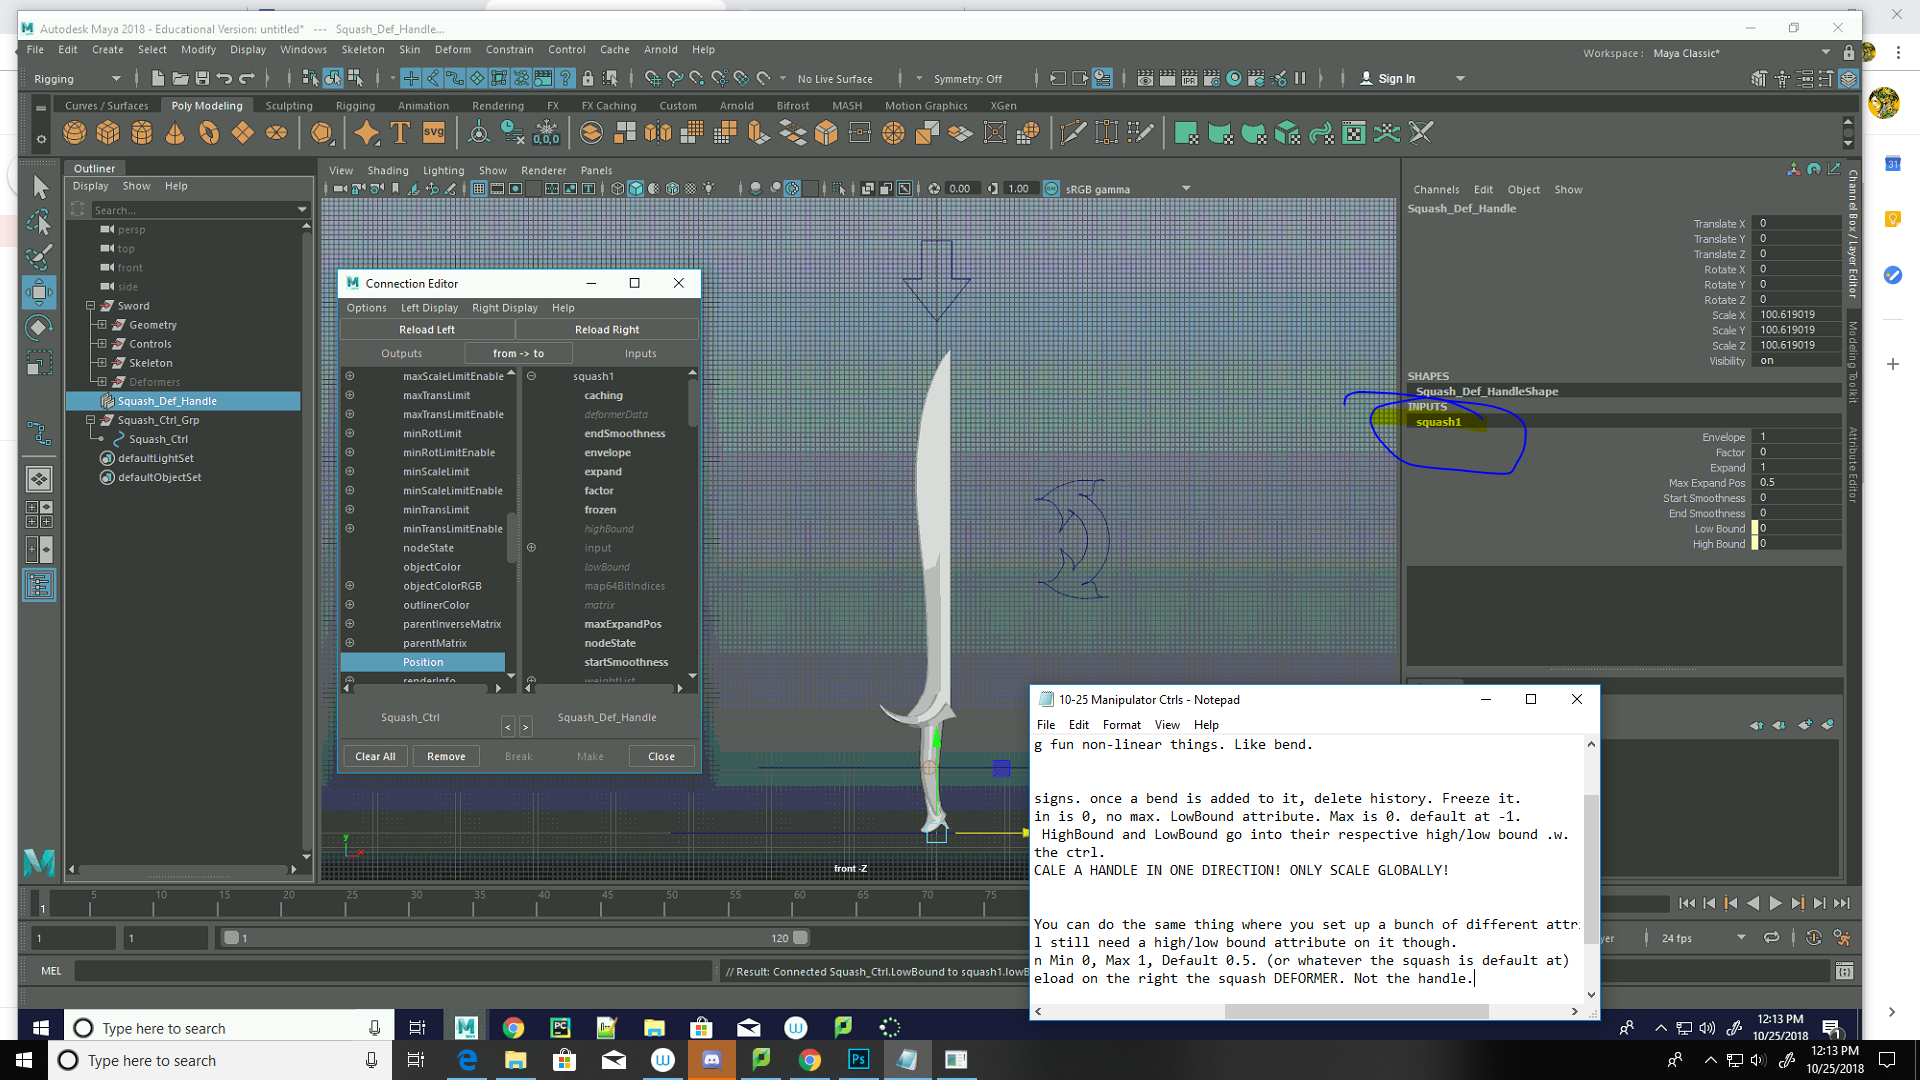 Autodesk Maya 2018 - Educational Version: untitled*   ---   Squash_Def_Handle...
File Edit Create Select Modify Display Windows Skeleton Skin Deform Constrain Control Cache Arnold Help
Workspace : Maya Classic*
Rigging
No Live Surface
Symmetry: Off
Sign In
Curves / Surfaces Poly Modeling Sculpting Rigging Animation Rendering FX FX Caching Custom Arnold Bifrost MASH Motion Graphics XGen
Outliner
Display Show Help
Search...
persp
top
front
side
Sword
Geometry
Controls
Skeleton
Deformers
Squash_Def_Handle
Squash_Ctrl_Grp
Squash_Ctrl
defaultLightSet
defaultObjectSet
View Shading Lighting Show Renderer Panels
0.00 1.00 sRGB gamma
Connection Editor
Options Left Display Right Display Help
Reload Left Reload Right
Outputs from -> to Inputs
maxScaleLimitEnable
maxTransLimit
maxTransLimitEnable
minRotLimit
minRotLimitEnable
minScaleLimit
minScaleLimitEnable
minTransLimit
minTransLimitEnable
nodeState
objectColor
objectColorRGB
outlinerColor
parentInverseMatrix
parentMatrix
Position
renderInfo
squash1
caching
deformerData
endSmoothness
envelope
expand
factor
frozen
highBound
input
lowBound
map64BitIndices
matrix
maxExpandPos
nodeState
startSmoothness
weightList
Squash_Ctrl < > Squash_Def_Handle
Clear All Remove Break Make Close
front -Z
Channels Edit Object Show
Squash_Def_Handle
Translate X 0
Translate Y 0
Translate Z 0
Rotate X 0
Rotate Y 0
Rotate Z 0
Scale X 100.619019
Scale Y 100.619019
Scale Z 100.619019
Visibility on
SHAPES
Squash_Def_HandleShape
INPUTS
squash1
Envelope 1
Factor 0
Expand 1
Max Expand Pos 0.5
Start Smoothness 0
End Smoothness 0
Low Bound 0
High Bound 0
Channel Box / Layer Editor
Modeling Toolkit
Attribute Editor
10-25 Manipulator Ctrls - Notepad
File Edit Format View Help
g fun non-linear things. Like bend.
signs. once a bend is added to it, delete history. Freeze it.
in is 0, no max. LowBound attribute. Max is 0. default at -1.
HighBound and LowBound go into their respective high/low bound .w.
the ctrl.
CALE A HANDLE IN ONE DIRECTION! ONLY SCALE GLOBALLY!
You can do the same thing where you set up a bunch of different attri
l still need a high/low bound attribute on it though.
n Min 0, Max 1, Default 0.5. (or whatever the squash is default at)
eload on the right the squash DEFORMER. Not the handle.
1 5 10 15 20 25 30 35 40 45 50 55 60 65 70 75
1 1 1 120
yer
24 fps
MEL
// Result: Connected Squash_Ctrl.LowBound to squash1.lowB
Type here to search
12:13 PM
10/25/2018
Type here to search
12:13 PM
10/25/2018